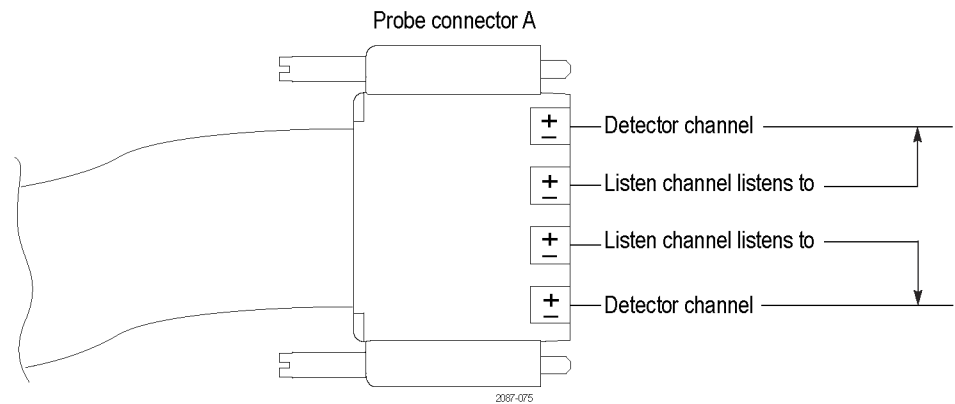 Probe connector A
+
−
Detector channel
+
−
Listen channel listens to
+
−
Listen channel listens to
+
−
Detector channel
2087-075